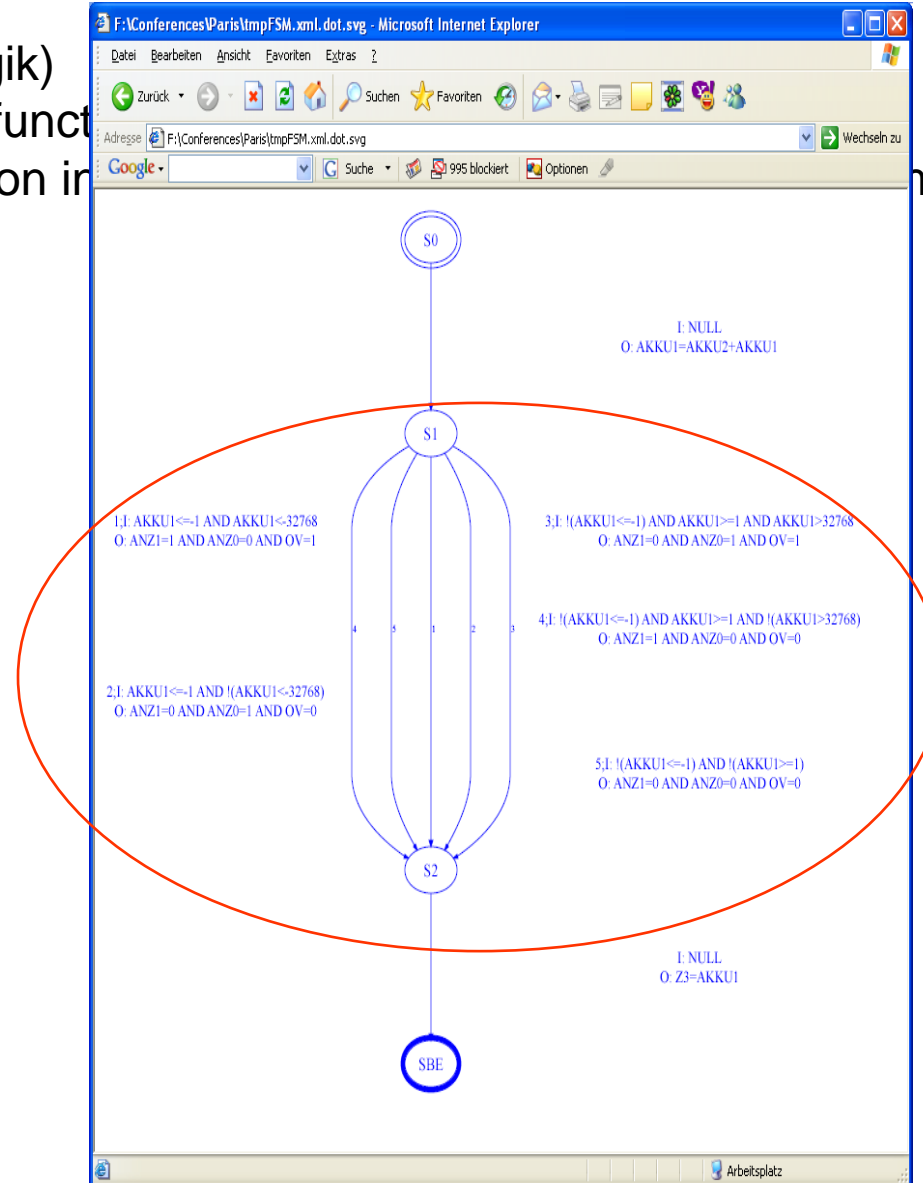 gik)
funct
on in
F:\Conferences\Paris\tmpFSM.xml.dot.svg - Microsoft Internet Explorer
Datei Bearbeiten Ansicht Favoriten Extras ?
Zurück Suchen Favoriten
Adresse F:\Conferences\Paris\tmpFSM.xml.dot.svg Wechseln zu
Google G Suche 995 blockiert Optionen
S0
I: NULL
O: AKKU1=AKKU2+AKKU1
S1
1;I: AKKU1<=-1 AND AKKU1<-32768
O: ANZ1=1 AND ANZ0=0 AND OV=1
3;I: !(AKKU1<=-1) AND AKKU1>=1 AND AKKU1>32768
O: ANZ1=0 AND ANZ0=1 AND OV=1
4;I: !(AKKU1<=-1) AND AKKU1>=1 AND !(AKKU1>32768)
O: ANZ1=1 AND ANZ0=0 AND OV=0
4 5 1 2 3
2;I: AKKU1<=-1 AND !(AKKU1<-32768)
O: ANZ1=0 AND ANZ0=1 AND OV=0
5;I: !(AKKU1<=-1) AND !(AKKU1>=1)
O: ANZ1=0 AND ANZ0=0 AND OV=0
S2
I: NULL
O: Z3=AKKU1
SBE
Arbeitsplatz